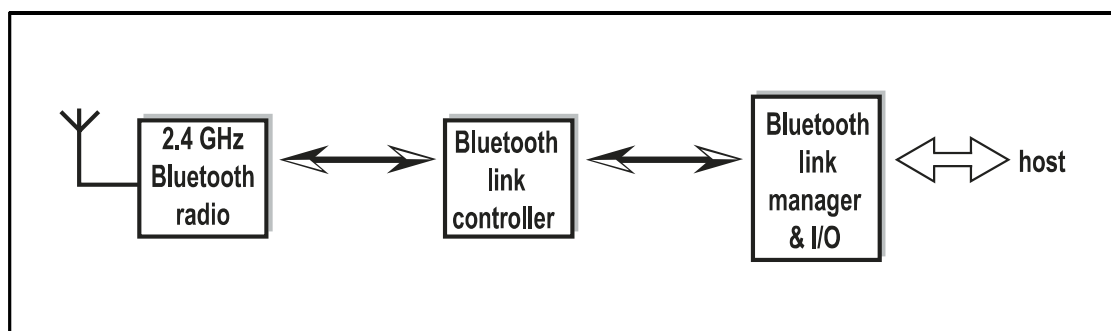 2.4 GHz
Bluetooth
radio
Bluetooth
link
controller
Bluetooth
link
manager
& I/O
host